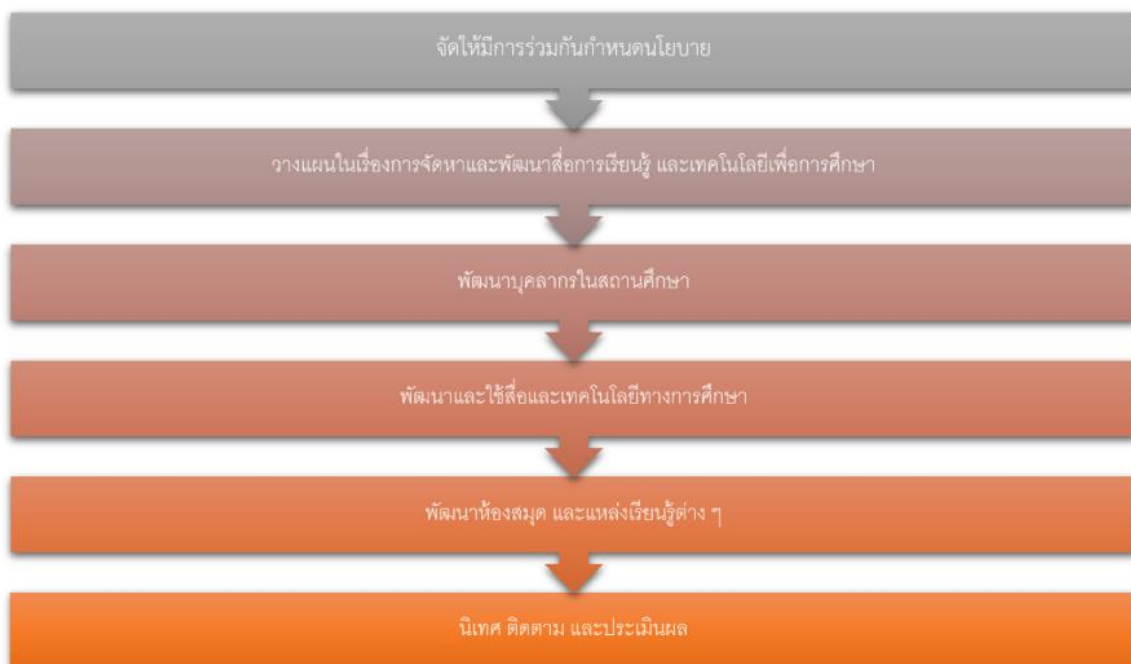 จัดให้มีการร่วมกันกำหนดนโยบาย
วางแผนในเรื่องการจัดหาและพัฒนาสื่อการเรียนรู้ และเทคโนโลยีเพื่อการศึกษา
พัฒนาบุคลากรในสถานศึกษา
พัฒนาและใช้สื่อและเทคโนโลยีทางการศึกษา
พัฒนาห้องสมุด และแหล่งเรียนรู้ต่าง ๆ
นิเทศ ติดตาม และประเมินผล